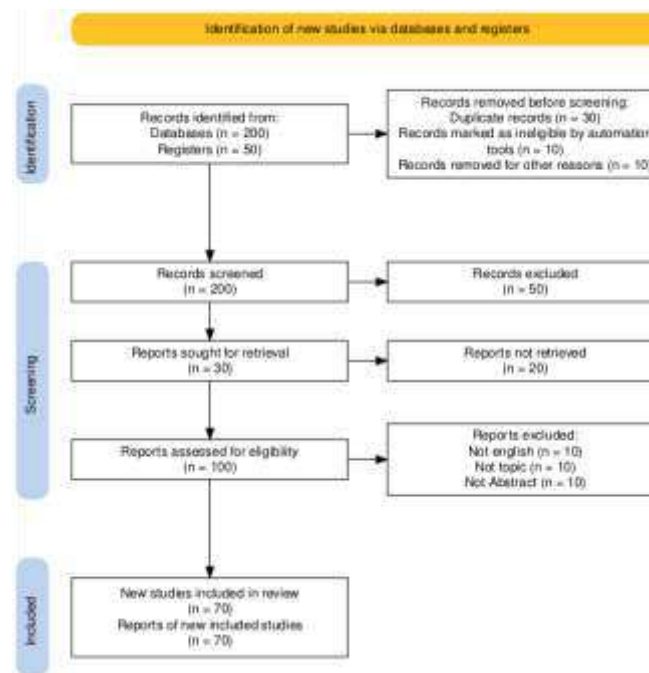 Identification of new studies via databases and registers
Identification
Records identified from:
Databases (n = 200)
Registers (n = 50)
Records removed before screening:
Duplicate records (n = 30)
Records marked as ineligible by automation
tools (n = 10)
Records removed for other reasons (n = 10)
Screening
Records screened
(n = 200)
Records excluded
(n = 50)
Reports sought for retrieval
(n = 30)
Reports not retrieved
(n = 20)
Reports assessed for eligibility
(n = 100)
Reports excluded:
Not english (n = 10)
Not topic (n = 10)
Not Abstract (n = 10)
Included
New studies included in review
(n = 70)
Reports of new included studies
(n = 70)